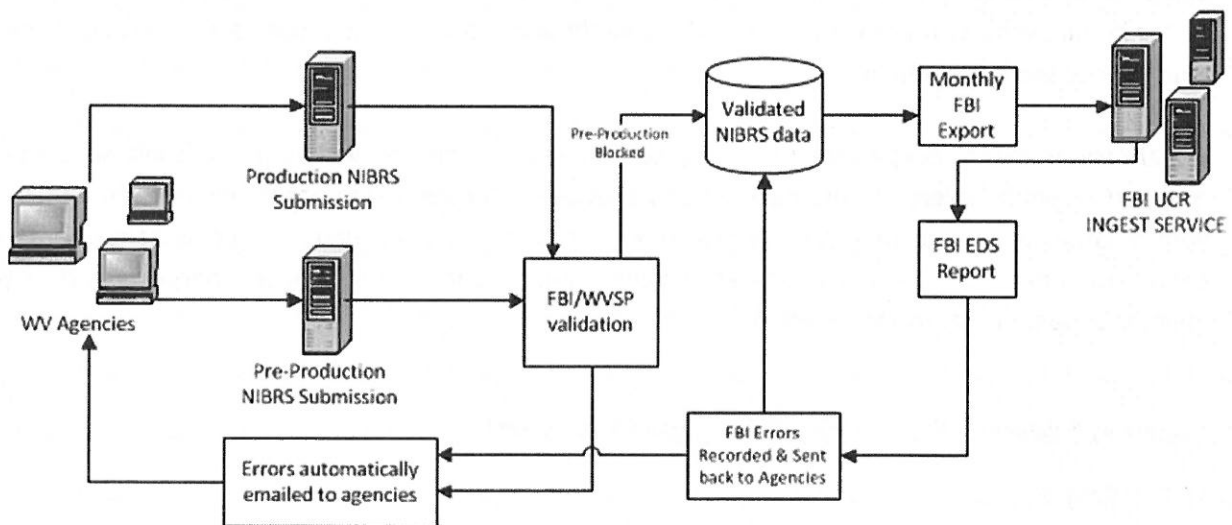 Production NIBRS
Submission
WV Agencies
Pre-Production
NIBRS Submission
FBI/WVSP
validation
Pre-Production
Blocked
Validated
NIBRS data
Monthly
FBI
Export
FBI UCR
INGEST SERVICE
FBI EDS
Report
FBI Errors
Recorded & Sent
back to Agencies
Errors automatically
emailed to agencies